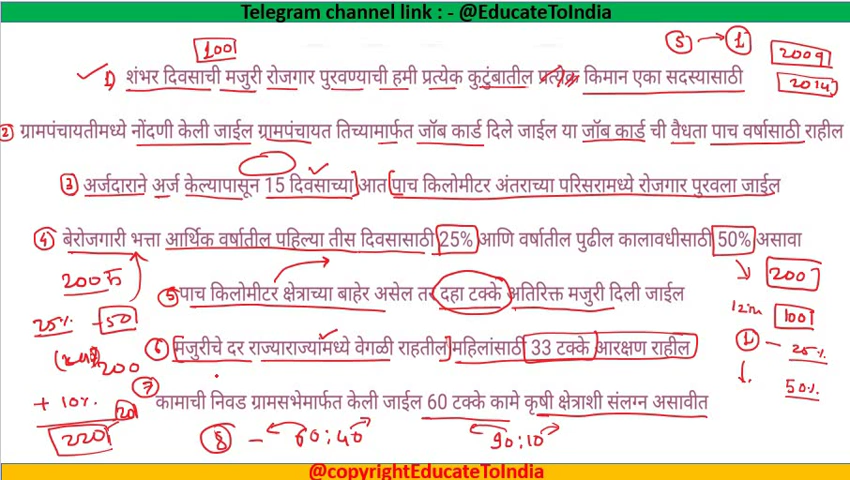 Telegram channel link : - @EducateToIndia
100
5 → 1
2009
2014
1) शंभर दिवसाची मजुरी रोजगार पुरवण्याची हमी प्रत्येक कुटुंबातील प्रत्येक किमान एका सदस्यासाठी
2 ग्रामपंचायतीमध्ये नोंदणी केली जाईल ग्रामपंचायत तिच्यामार्फत जॉब कार्ड दिले जाईल या जॉब कार्ड ची वैधता पाच वर्षासाठी राहील
3 अर्जदाराने अर्ज केल्यापासून 15 दिवसाच्या आत पाच किलोमीटर अंतराच्या परिसरामध्ये रोजगार पुरवला जाईल
4 बेरोजगारी भत्ता आर्थिक वर्षातील पहिल्या तीस दिवसासाठी 25% आणि वर्षातील पुढील कालावधीसाठी 50% असावा
200
200
5 पाच किलोमीटर क्षेत्राच्या बाहेर असेल तर दहा टक्के अतिरिक्त मजुरी दिली जाईल
25% - 50
100
6 मजुरीचे दर राज्याराज्यांमध्ये वेगळी राहतील महिलांसाठी 33 टक्के आरक्षण राहील
1 - 25%
200
50%
7 कामाची निवड ग्रामसभेमार्फत केली जाईल 60 टक्के कामे कृषी क्षेत्राशी संलग्न असावीत
+ 10% 20
220
8 - 60:40 90:10
@copyrightEducateToIndia